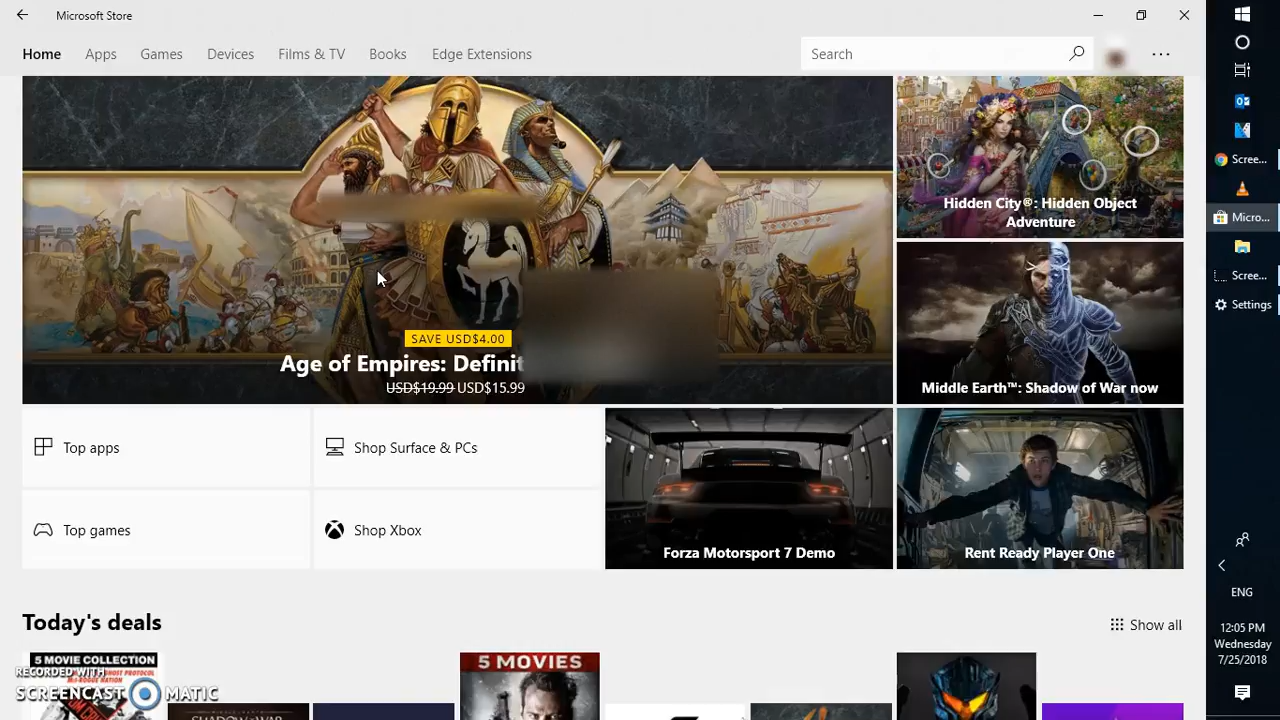 Microsoft Store
Home Apps Games Devices Films & TV Books Edge Extensions
Search
Hidden City®: Hidden Object
Adventure
SAVE USD$4.00
Age of Empires: Definit
USD$19.99 USD$15.99
Middle Earth™: Shadow of War now
Top apps
Shop Surface & PCs
Top games
Shop Xbox
Forza Motorsport 7 Demo
Rent Ready Player One
Today's deals
Show all
5 MOVIE COLLECTION
5 MOVIES
RECORDED WITH
SCREENCAST MATIC
Scree...
Micro...
Scree...
Settings
ENG
12:05 PM
Wednesday
7/25/2018